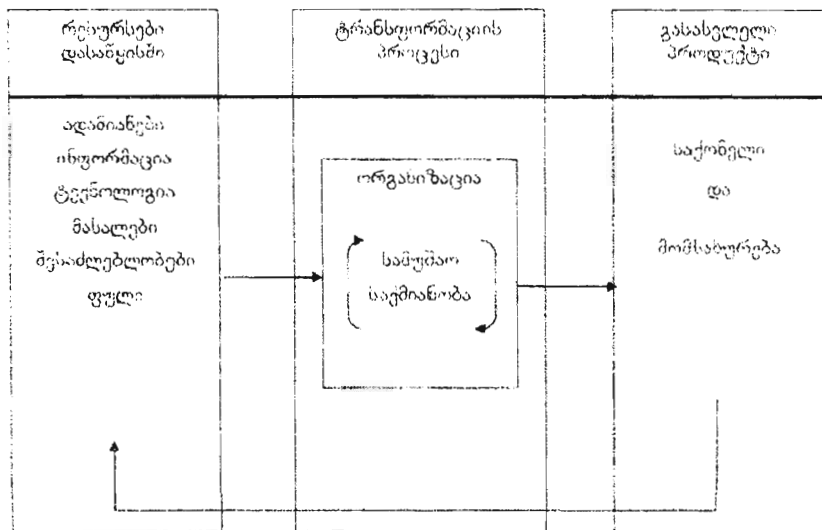 რესურსები
დასაწყისში
ტრანსფორმაციის
პროცესი
გასასვლელი
პროდუქტი
ადამიანები
ინფორმაცია
ტექნოლოგია
მასალები
შესაძლებლობები
ფული
ორგანიზაცია
სამუშაო
საქმიანობა
საქონელი
და
მომსახურება